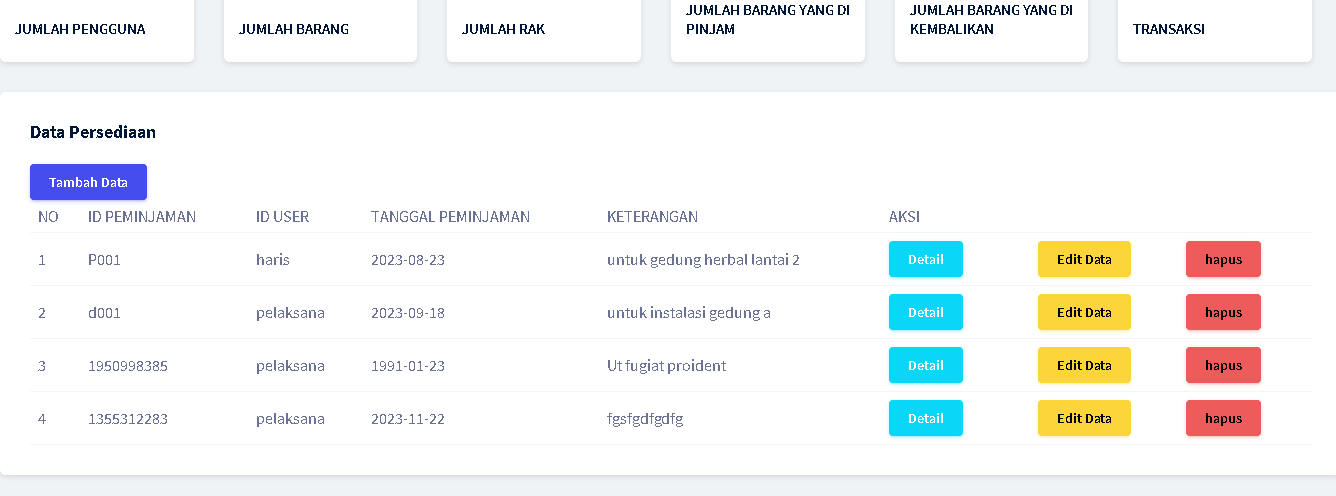 JUMLAH PENGGUNA
JUMLAH BARANG
JUMLAH RAK
JUMLAH BARANG YANG DI
PINJAM
JUMLAH BARANG YANG DI
KEMBALIKAN
TRANSAKSI
Data Persediaan
Tambah Data
NO ID PEMINJAMAN ID USER TANGGAL PEMINJAMAN KETERANGAN AKSI
1 P001 haris 2023-08-23 untuk gedung herbal lantai 2 Detail Edit Data hapus
2 d001 pelaksana 2023-09-18 untuk instalasi gedung a Detail Edit Data hapus
3 1950998385 pelaksana 1991-01-23 Ut fugiat proident Detail Edit Data hapus
4 1355312283 pelaksana 2023-11-22 fgsfgdfgdfg Detail Edit Data hapus